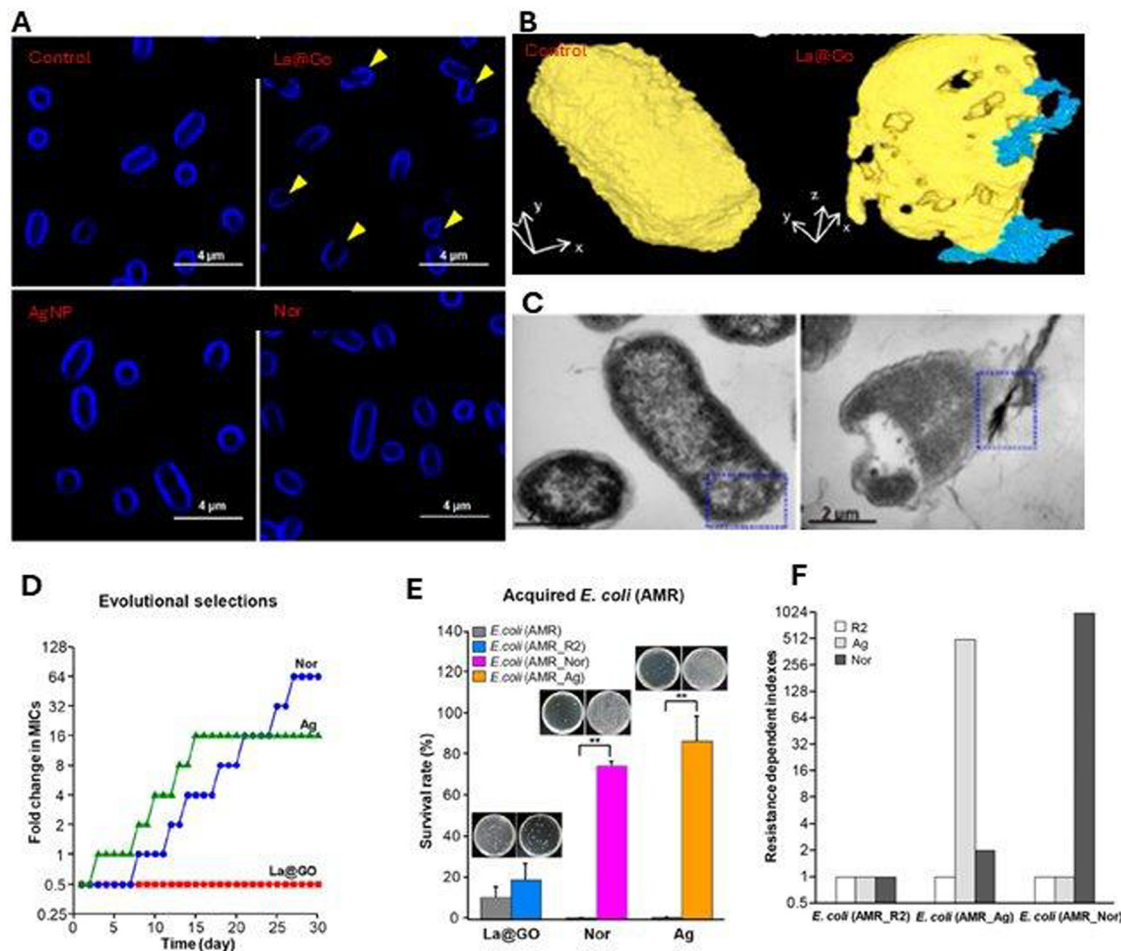 A
Control
La@Go
4 µm
4 µm
AgNP
Nor
4 µm
4 µm
B
Control
La@Go
y
x
z
y
x
C
2 µm
D
Evolutional selections
Fold change in MICs
128
64
32
16
8
4
2
1
0.5
0.25
Nor
Ag
La@GO
0 5 10 15 20 25 30
Time (day)
E
Acquired E. coli (AMR)
Survival rate (%)
140
120
100
80
60
40
20
0
E.coli (AMR)
E.coli (AMR_R2)
E.coli (AMR_Nor)
E.coli (AMR_Ag)
**
**
La@GO Nor Ag
F
Resistance dependent indexes
1024
512
256
128
64
32
16
8
4
2
1
0.5
R2
Ag
Nor
E. coli (AMR_R2) E. coli (AMR_Ag) E. coli (AMR_Nor)